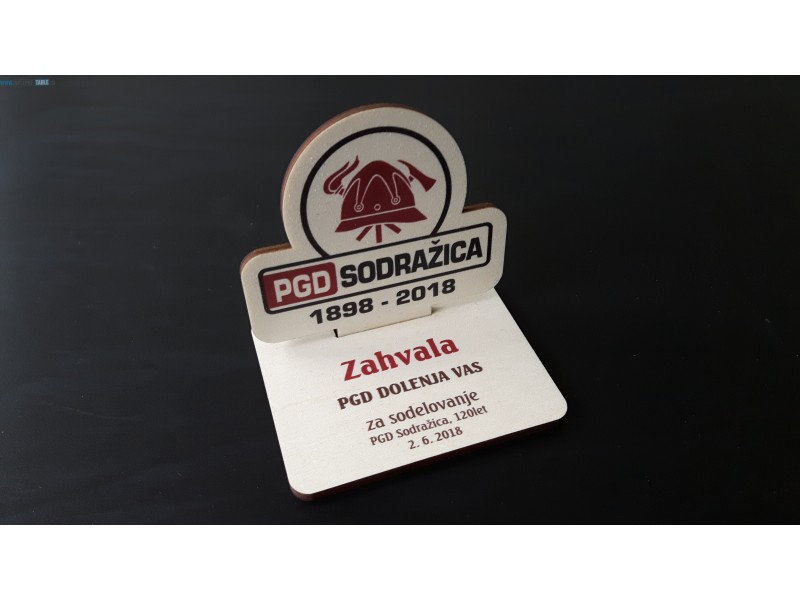 PGD SODRAŽICA
1898 - 2018
Zahvala
PGD DOLENJA VAS
za sodelovanje
PGD Sodražica, 120let
2. 6. 2018